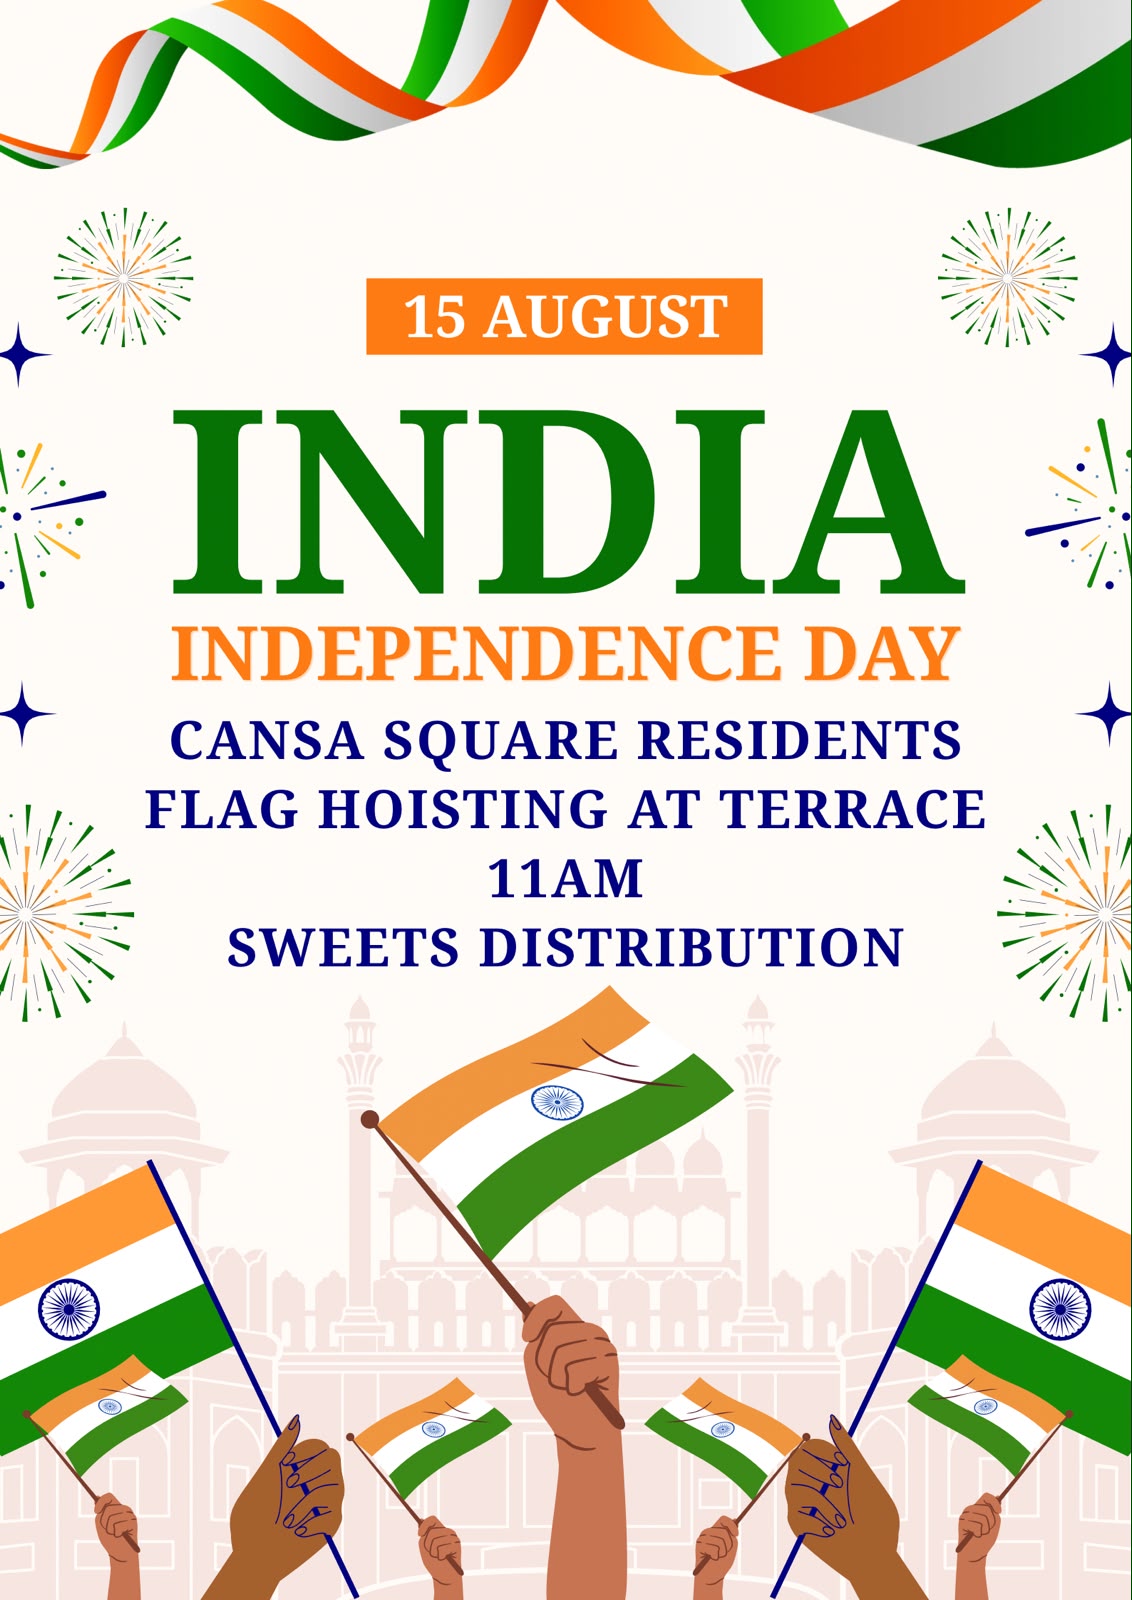 15 AUGUST
INDIA
INDEPENDENCE DAY
CANSA SQUARE RESIDENTS
FLAG HOISTING AT TERRACE
11AM
SWEETS DISTRIBUTION